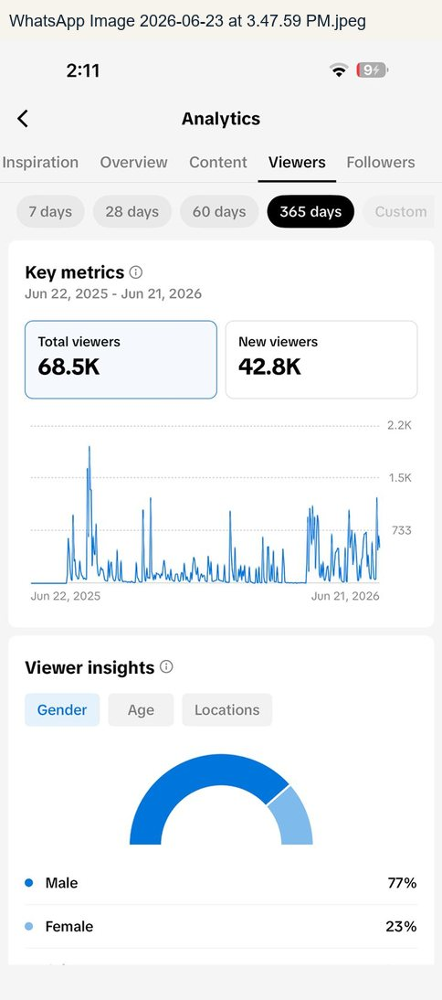 WhatsApp Image 2026-06-23 at 3.47.59 PM.jpeg
2:11
9
Analytics
Inspiration Overview Content Viewers Followers
7 days 28 days 60 days 365 days Custom
Key metrics
Jun 22, 2025 - Jun 21, 2026
Total viewers New viewers
68.5K 42.8K
2.2K
1.5K
733
Jun 22, 2025 Jun 21, 2026
Viewer insights
Gender Age Locations
Male 77%
Female 23%